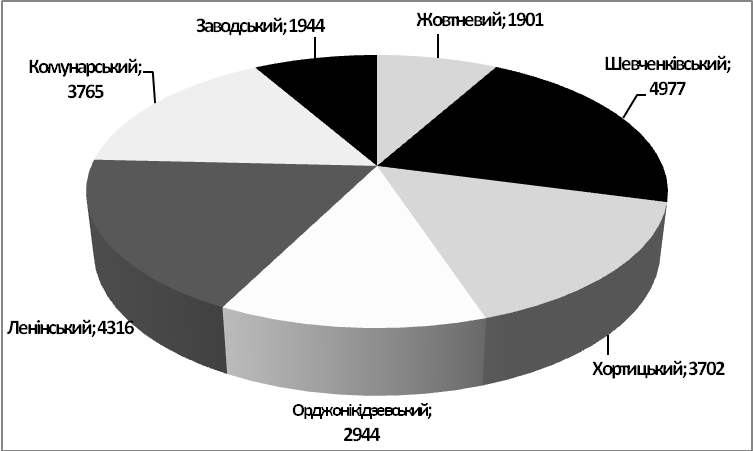 Заводський; 1944
Жовтневий; 1901
Комунарський;
3765
Шевченківський;
4977
Ленінський; 4316
Хортицький; 3702
Орджонікідзевський;
2944